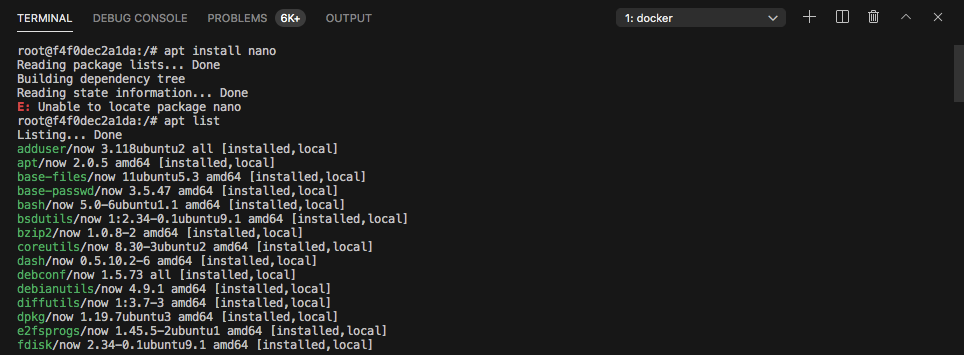 TERMINAL DEBUG CONSOLE PROBLEMS 6K+ OUTPUT 1: docker
root@f4f0dec2a1da:/# apt install nano
Reading package lists... Done
Building dependency tree
Reading state information... Done
E: Unable to locate package nano
root@f4f0dec2a1da:/# apt list
Listing... Done
adduser/now 3.118ubuntu2 all [installed,local]
apt/now 2.0.5 amd64 [installed,local]
base-files/now 11ubuntu5.3 amd64 [installed,local]
base-passwd/now 3.5.47 amd64 [installed,local]
bash/now 5.0-6ubuntu1.1 amd64 [installed,local]
bsdutils/now 1:2.34-0.1ubuntu9.1 amd64 [installed,local]
bzip2/now 1.0.8-2 amd64 [installed,local]
coreutils/now 8.30-3ubuntu2 amd64 [installed,local]
dash/now 0.5.10.2-6 amd64 [installed,local]
debconf/now 1.5.73 all [installed,local]
debianutils/now 4.9.1 amd64 [installed,local]
diffutils/now 1:3.7-3 amd64 [installed,local]
dpkg/now 1.19.7ubuntu3 amd64 [installed,local]
e2fsprogs/now 1.45.5-2ubuntu1 amd64 [installed,local]
fdisk/now 2.34-0.1ubuntu9.1 amd64 [installed,local]